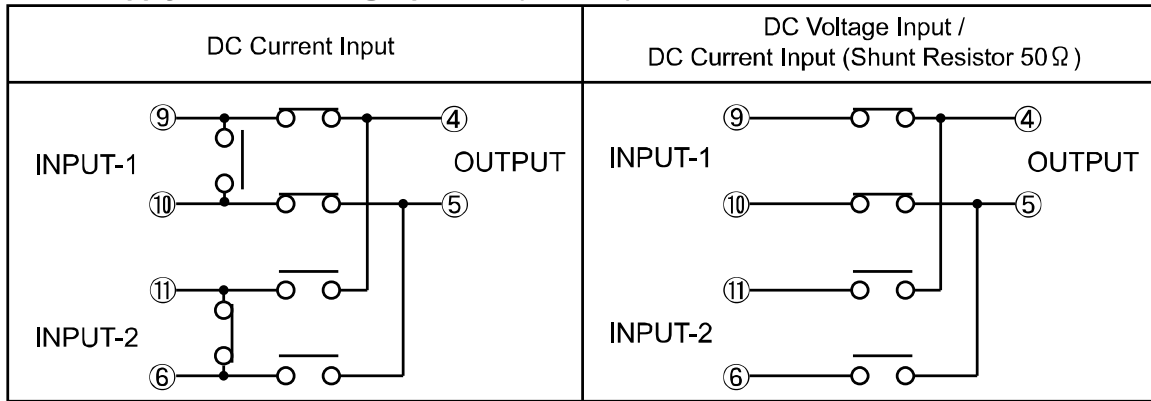 DC Current Input
DC Voltage Input /
DC Current Input (Shunt Resistor 50Ω)
⑨ ④
INPUT-1 OUTPUT
⑩ ⑤
⑪
INPUT-2
⑥
⑨ ④
INPUT-1 OUTPUT
⑩ ⑤
⑪
INPUT-2
⑥